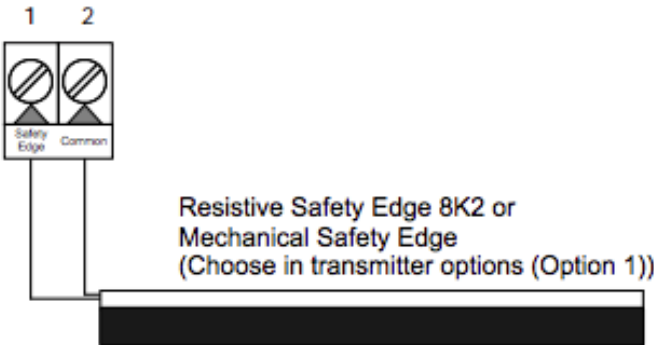 1 2
Safety Common
Edge
Resistive Safety Edge 8K2 or
Mechanical Safety Edge
(Choose in transmitter options (Option 1))